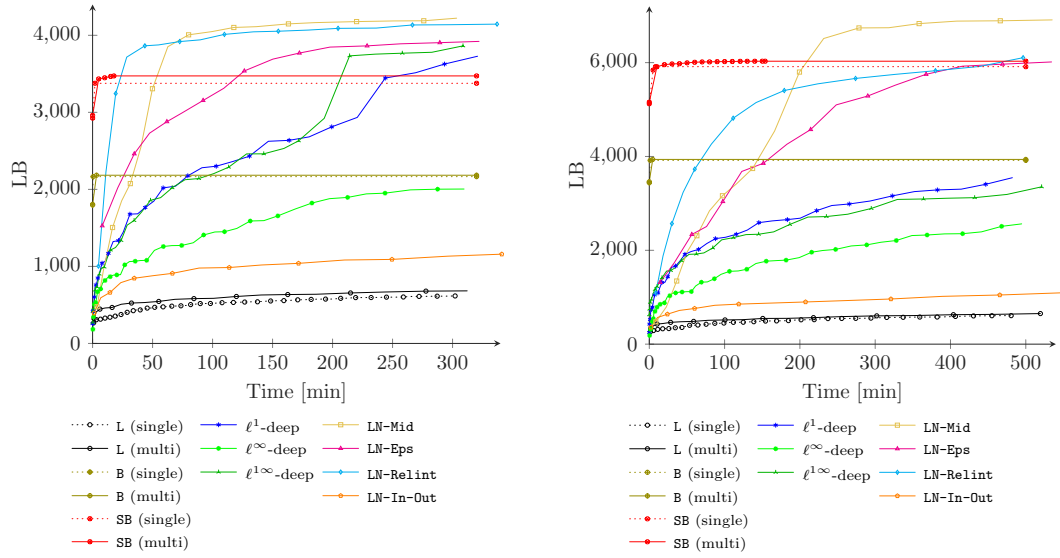 4,000
3,000
2,000
1,000
0
LB
0 50 100 150 200 250 300
Time [min]
L (single)
L (multi)
B (single)
B (multi)
SB (single)
SB (multi)
ℓ¹-deep
ℓ^∞-deep
ℓ^1∞-deep
LN-Mid
LN-Eps
LN-Relint
LN-In-Out
6,000
4,000
2,000
0
LB
0 100 200 300 400 500
Time [min]
L (single)
L (multi)
B (single)
B (multi)
SB (single)
SB (multi)
ℓ¹-deep
ℓ^∞-deep
ℓ^1∞-deep
LN-Mid
LN-Eps
LN-Relint
LN-In-Out